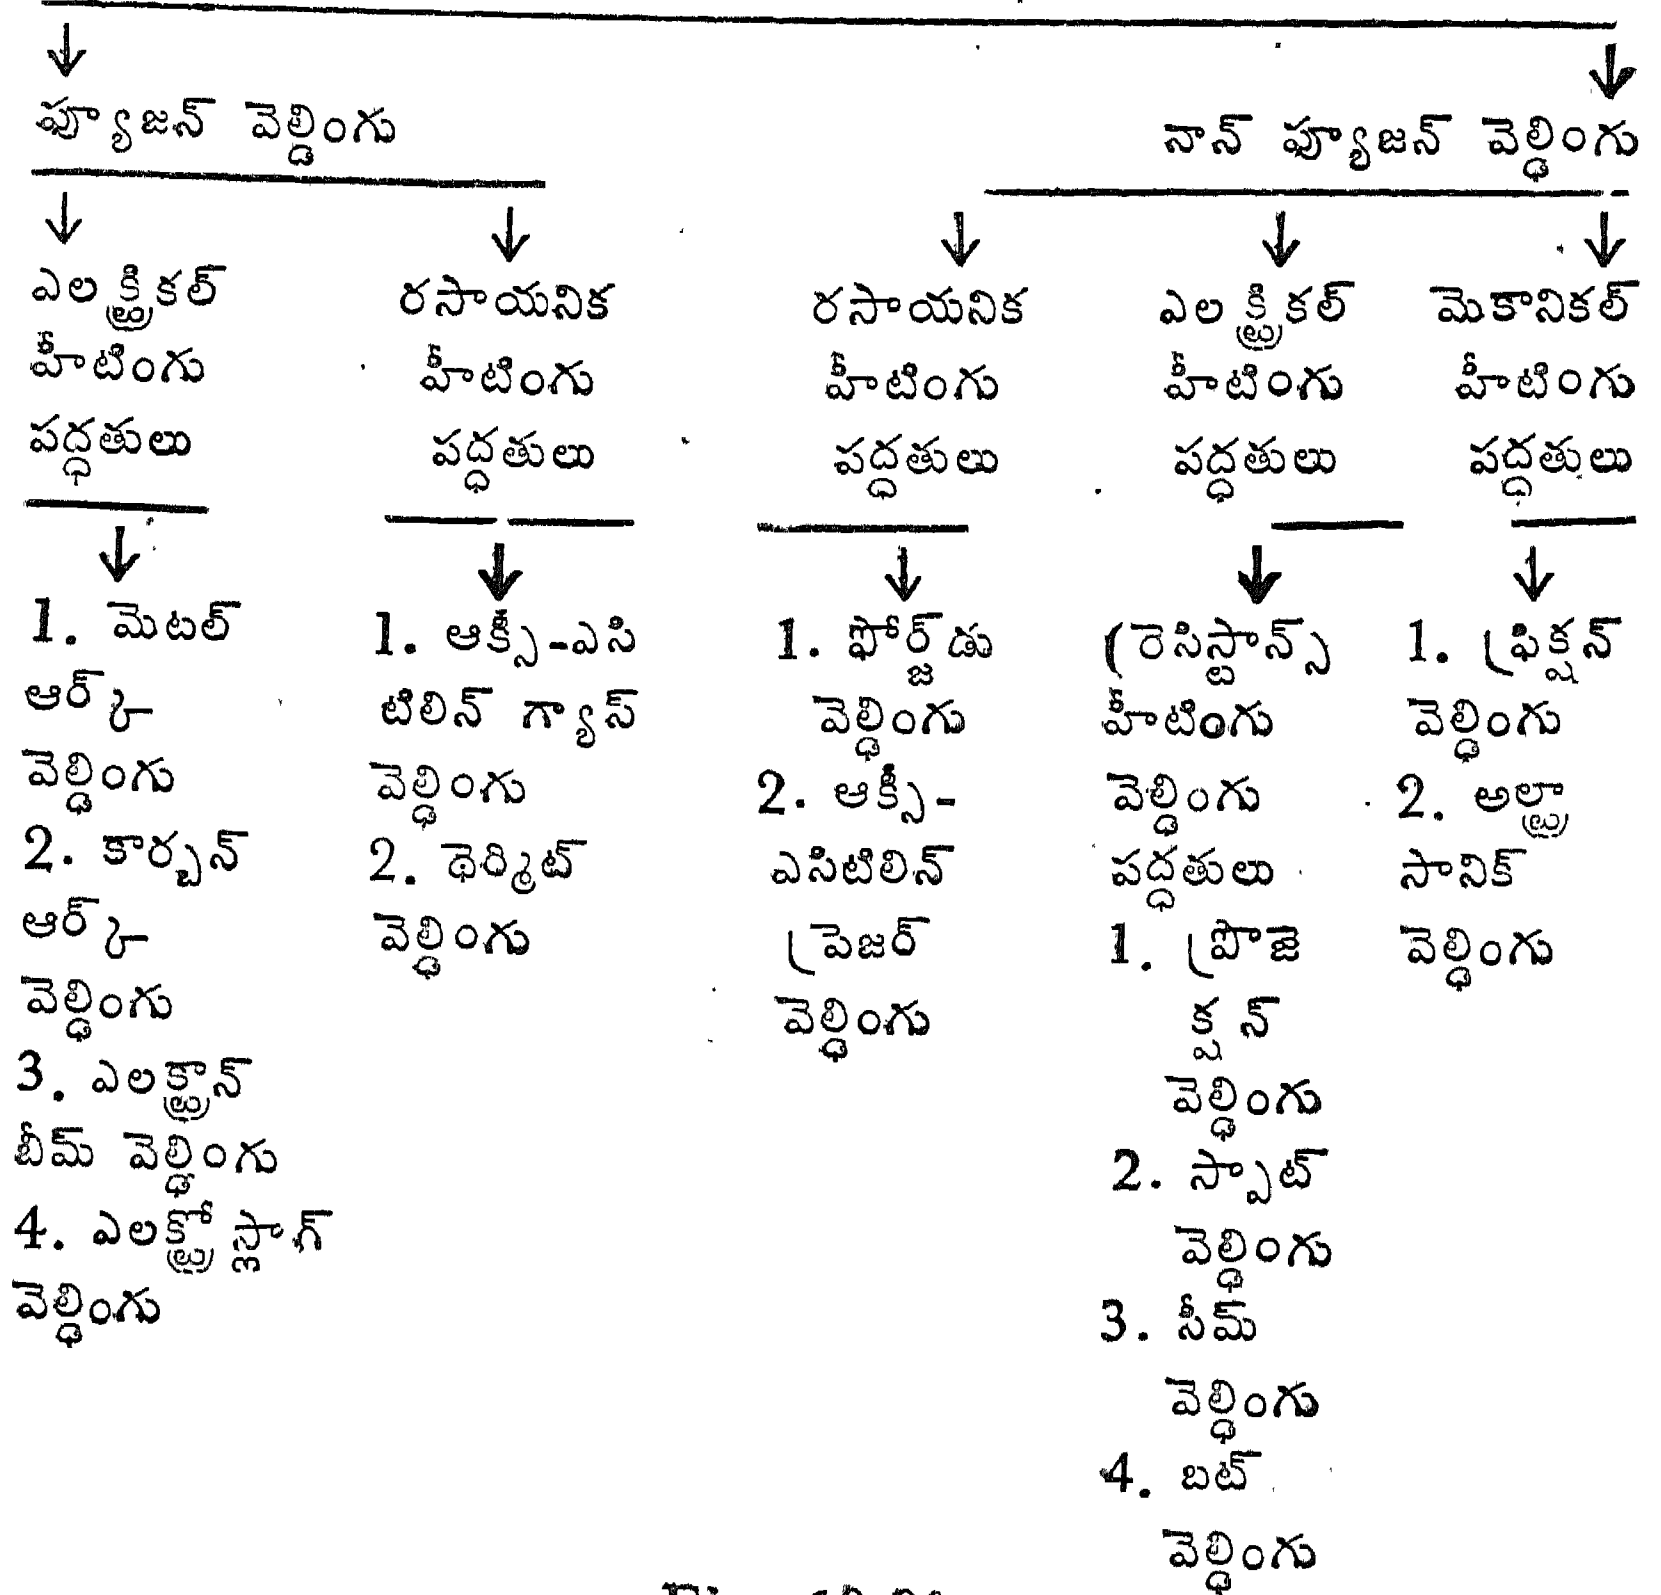 ఫ్యూజన్ వెల్డింగు
నాన్ ఫ్యూజన్ వెల్డింగు
ఎలక్ట్రికల్
హీటింగు
పద్ధతులు
1. మెటల్
ఆర్క్
వెల్డింగు
2. కార్బన్
ఆర్క్
వెల్డింగు
3. ఎలక్ట్రాన్
బీమ్ వెల్డింగు
4. ఎలక్ట్రో స్లాగ్
వెల్డింగు
రసాయనిక
హీటింగు
పద్ధతులు
1. ఆక్సీ-ఎసి
టిలిన్ గ్యాస్
వెల్డింగు
2. థెర్మిట్
వెల్డింగు
రసాయనిక
హీటింగు
పద్ధతులు
1. ఫోర్జ్‌డు
వెల్డింగు
2. ఆక్సీ-
ఎసిటిలిన్
ప్రెజర్
వెల్డింగు
ఎలక్ట్రికల్
హీటింగు
పద్ధతులు
(రెసిస్టాన్స్
హీటింగు
వెల్డింగు
పద్ధతులు
1. ప్రొజె
క్షన్
వెల్డింగు
2. స్పాట్
వెల్డింగు
3. సీమ్
వెల్డింగు
4. బట్
వెల్డింగు
మెకానికల్
హీటింగు
పద్ధతులు
1. ఫ్రిక్షన్
వెల్డింగు
2. అల్ట్రా
సానిక్
వెల్డింగు